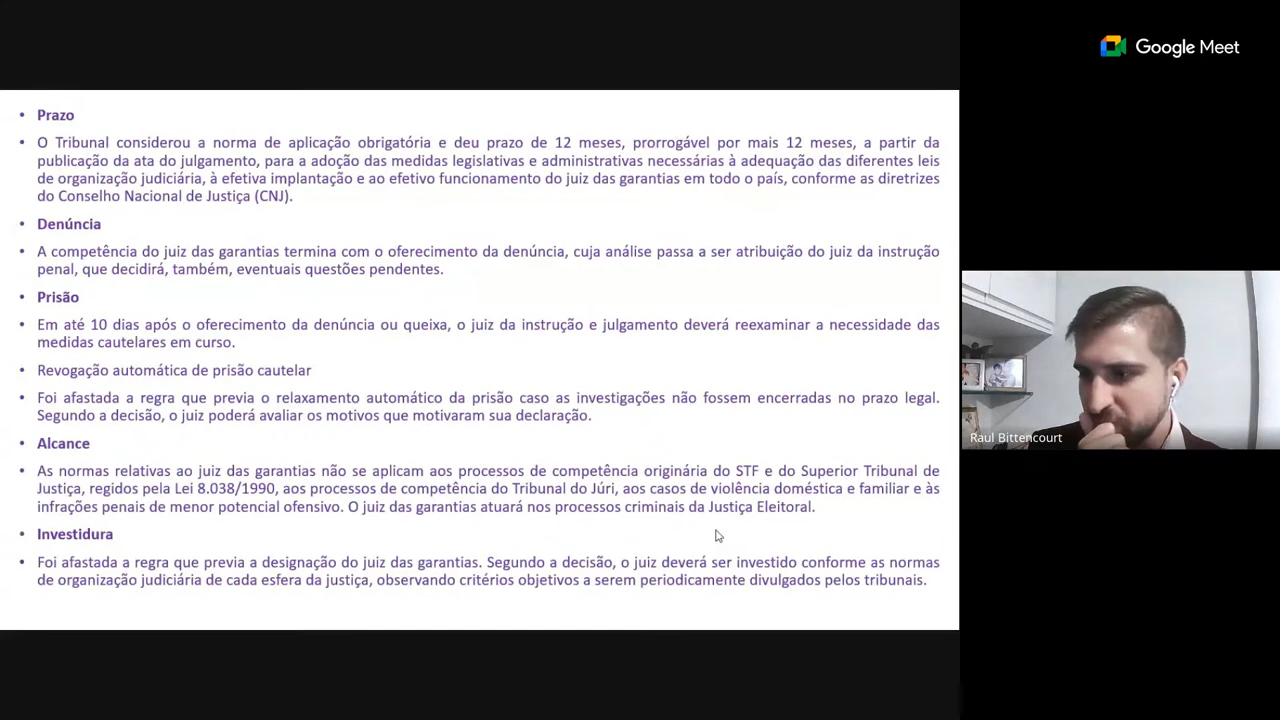 Google Meet
• Prazo
• O Tribunal considerou a norma de aplicação obrigatória e deu prazo de 12 meses, prorrogável por mais 12 meses, a partir da
publicação da ata do julgamento, para a adoção das medidas legislativas e administrativas necessárias à adequação das diferentes leis
de organização judiciária, à efetiva implantação e ao efetivo funcionamento do juiz das garantias em todo o país, conforme as diretrizes
do Conselho Nacional de Justiça (CNJ).
• Denúncia
• A competência do juiz das garantias termina com o oferecimento da denúncia, cuja análise passa a ser atribuição do juiz da instrução
penal, que decidirá, também, eventuais questões pendentes.
• Prisão
• Em até 10 dias após o oferecimento da denúncia ou queixa, o juiz da instrução e julgamento deverá reexaminar a necessidade das
medidas cautelares em curso.
• Revogação automática de prisão cautelar
• Foi afastada a regra que previa o relaxamento automático da prisão caso as investigações não fossem encerradas no prazo legal.
Segundo a decisão, o juiz poderá avaliar os motivos que motivaram sua declaração.
• Alcance
• As normas relativas ao juiz das garantias não se aplicam aos processos de competência originária do STF e do Superior Tribunal de
Justiça, regidos pela Lei 8.038/1990, aos processos de competência do Tribunal do Júri, aos casos de violência doméstica e familiar e às
infrações penais de menor potencial ofensivo. O juiz das garantias atuará nos processos criminais da Justiça Eleitoral.
• Investidura
• Foi afastada a regra que previa a designação do juiz das garantias. Segundo a decisão, o juiz deverá ser investido conforme as normas
de organização judiciária de cada esfera da justiça, observando critérios objetivos a serem periodicamente divulgados pelos tribunais.
Raul Bittencourt